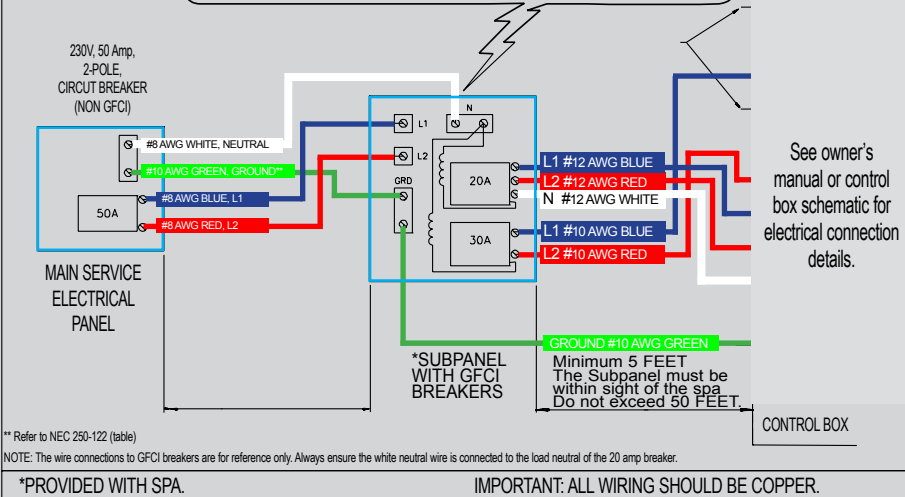 230V, 50 Amp,
2-POLE,
CIRCUT BREAKER
(NON GFCI)
#8 AWG WHITE, NEUTRAL
#10 AWG GREEN, GROUND**
#8 AWG BLUE, L1
#8 AWG RED, L2
50A
MAIN SERVICE
ELECTRICAL
PANEL
N
L1
L2
GRD
20A
30A
L1 #12 AWG BLUE
L2 #12 AWG RED
N #12 AWG WHITE
L1 #10 AWG BLUE
L2 #10 AWG RED
GROUND #10 AWG GREEN
*SUBPANEL
WITH GFCI
BREAKERS
Minimum 5 FEET
The Subpanel must be
within sight of the spa
Do not exceed 50 FEET.
See owner's
manual or control
box schematic for
electrical connection
details.
CONTROL BOX
** Refer to NEC 250-122 (table)
NOTE: The wire connections to GFCI breakers are for reference only. Always ensure the white neutral wire is connected to the load neutral of the 20 amp breaker.
*PROVIDED WITH SPA.
IMPORTANT: ALL WIRING SHOULD BE COPPER.